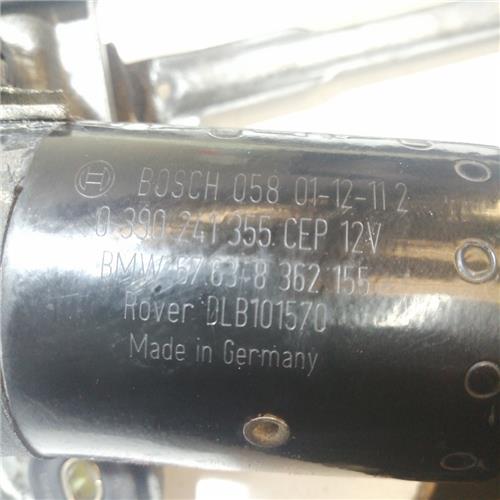 BOSCH 058 01-12-11 2
0 390 241 355 CEP 12V
BMW 67.63-8 362 155
Rover DLB101570
Made in Germany